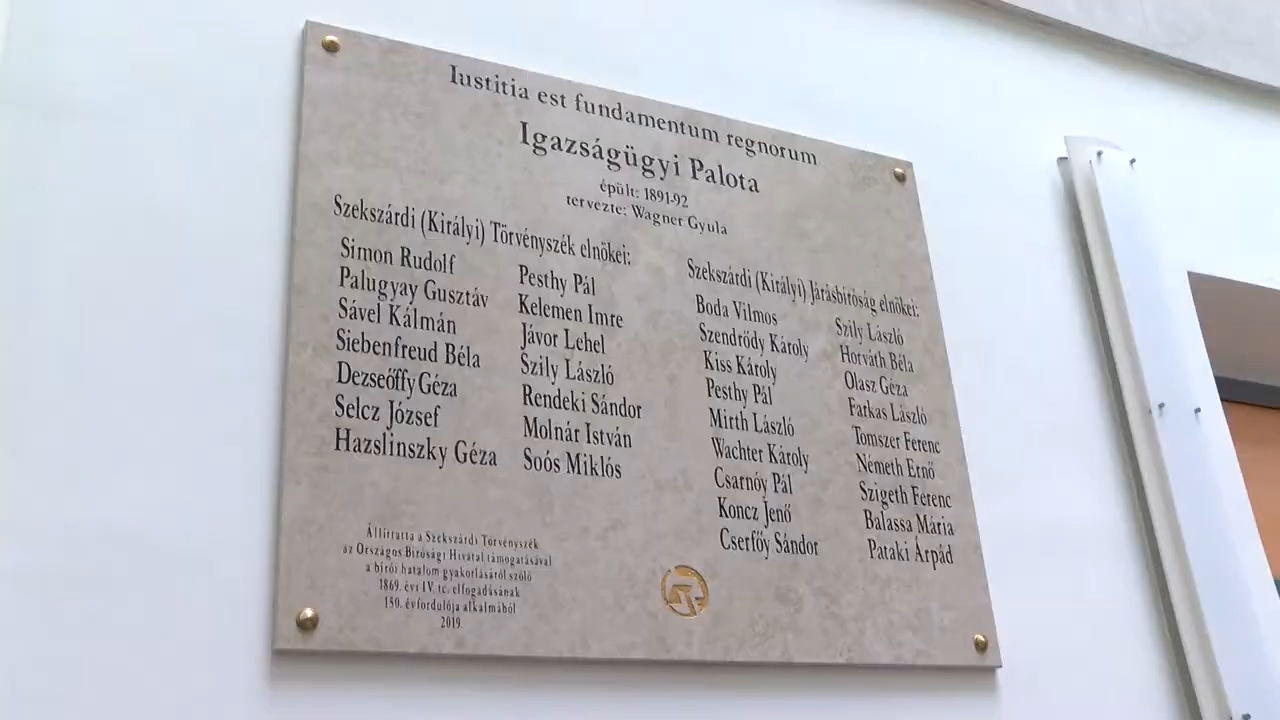 Iustitia est fundamentum regnorum
Igazságügyi Palota
épült: 1891-92
tervezte: Wagner Gyula
Szekszárdi (Királyi) Törvényszék elnökei:
Simon Rudolf
Palugyay Gusztáv
Sável Kálmán
Siebenfreud Béla
Dezseőffy Géza
Selcz József
Hazslinszky Géza
Pesthy Pál
Kelemen Imre
Jávor Lehel
Szily László
Rendeki Sándor
Molnár István
Soós Miklós
Szekszárdi (Királyi) Járásbíróság elnökei:
Boda Vilmos
Szendrödy Károly
Kiss Károly
Pesthy Pál
Mirth László
Wachter Károly
Csarnóy Pál
Koncz Jenő
Cserfőy Sándor
Szily László
Horváth Béla
Olasz Géza
Farkas László
Tomszer Ferenc
Németh Ernő
Szigeth Ferenc
Balassa Mária
Pataki Árpád
Állíttatta a Szekszárdi Törvényszék
az Országos Bírósági Hivatal támogatásával
a bírói hatalom gyakorlásáról szóló
1869. évi IV. tc. elfogadásának
150. évfordulója alkalmából
2019.